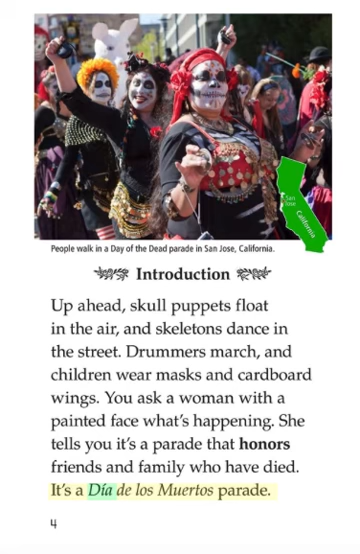 San
Jose
California
People walk in a Day of the Dead parade in San Jose, California.
Introduction
Up ahead, skull puppets float
in the air, and skeletons dance in
the street. Drummers march, and
children wear masks and cardboard
wings. You ask a woman with a
painted face what's happening. She
tells you it's a parade that honors
friends and family who have died.
It's a Día de los Muertos parade.
4